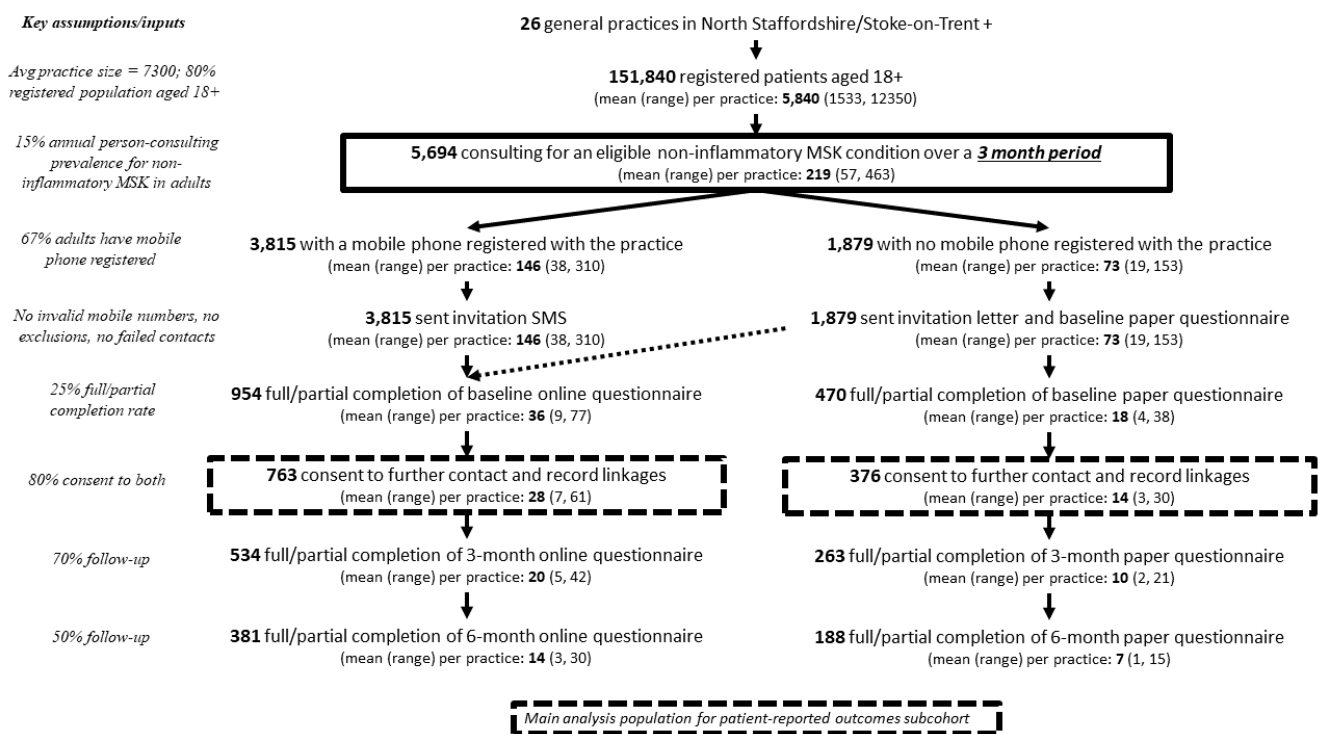 Key assumptions/inputs
26 general practices in North Staffordshire/Stoke-on-Trent +
Avg practice size = 7300; 80%
registered population aged 18+
151,840 registered patients aged 18+
(mean (range) per practice: 5,840 (1533, 12350)
15% annual person-consulting
prevalence for non-
inflammatory MSK in adults
5,694 consulting for an eligible non-inflammatory MSK condition over a 3 month period
(mean (range) per practice: 219 (57, 463)
67% adults have mobile
phone registered
3,815 with a mobile phone registered with the practice
(mean (range) per practice: 146 (38, 310)
1,879 with no mobile phone registered with the practice
(mean (range) per practice: 73 (19, 153)
No invalid mobile numbers, no
exclusions, no failed contacts
3,815 sent invitation SMS
(mean (range) per practice: 146 (38, 310)
1,879 sent invitation letter and baseline paper questionnaire
(mean (range) per practice: 73 (19, 153)
25% full/partial
completion rate
954 full/partial completion of baseline online questionnaire
(mean (range) per practice: 36 (9, 77)
470 full/partial completion of baseline paper questionnaire
(mean (range) per practice: 18 (4, 38)
80% consent to both
763 consent to further contact and record linkages
(mean (range) per practice: 28 (7, 61)
376 consent to further contact and record linkages
(mean (range) per practice: 14 (3, 30)
70% follow-up
534 full/partial completion of 3-month online questionnaire
(mean (range) per practice: 20 (5, 42)
263 full/partial completion of 3-month paper questionnaire
(mean (range) per practice: 10 (2, 21)
50% follow-up
381 full/partial completion of 6-month online questionnaire
(mean (range) per practice: 14 (3, 30)
188 full/partial completion of 6-month paper questionnaire
(mean (range) per practice: 7 (1, 15)
Main analysis population for patient-reported outcomes subcohort